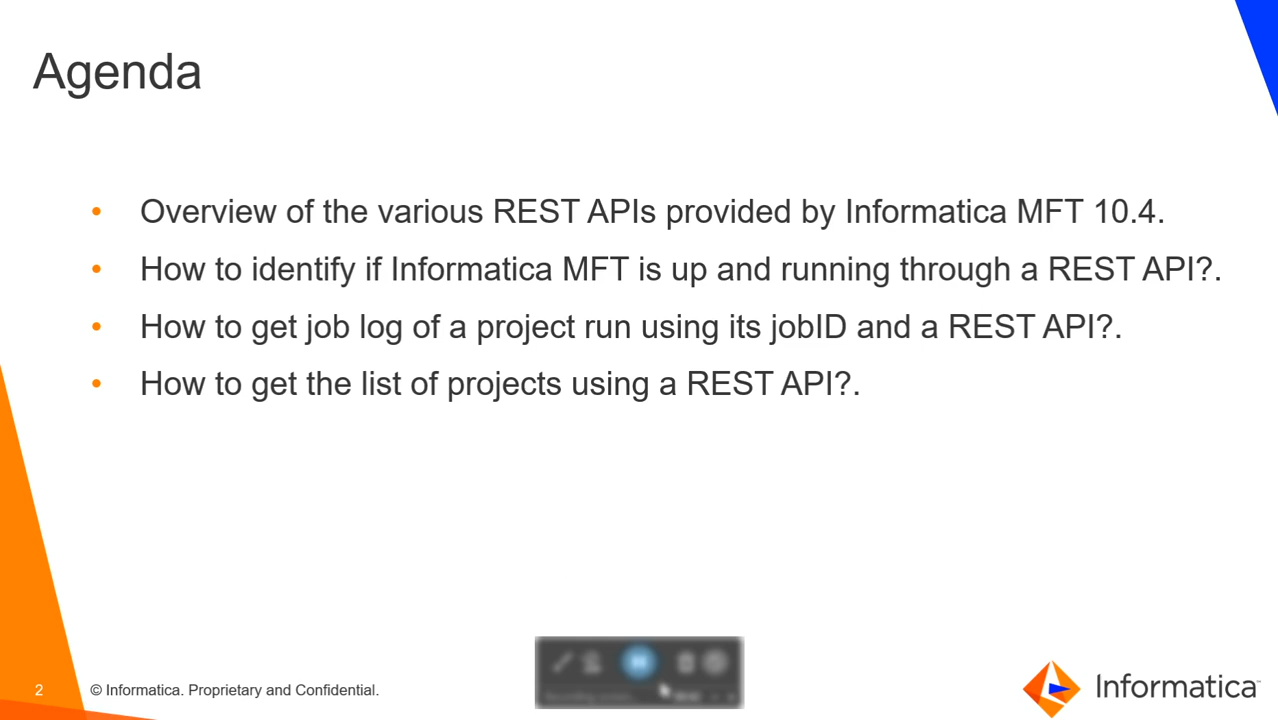 Agenda
• Overview of the various REST APIs provided by Informatica MFT 10.4.
• How to identify if Informatica MFT is up and running through a REST API?.
• How to get job log of a project run using its jobID and a REST API?.
• How to get the list of projects using a REST API?.
2
© Informatica. Proprietary and Confidential.
Informatica™